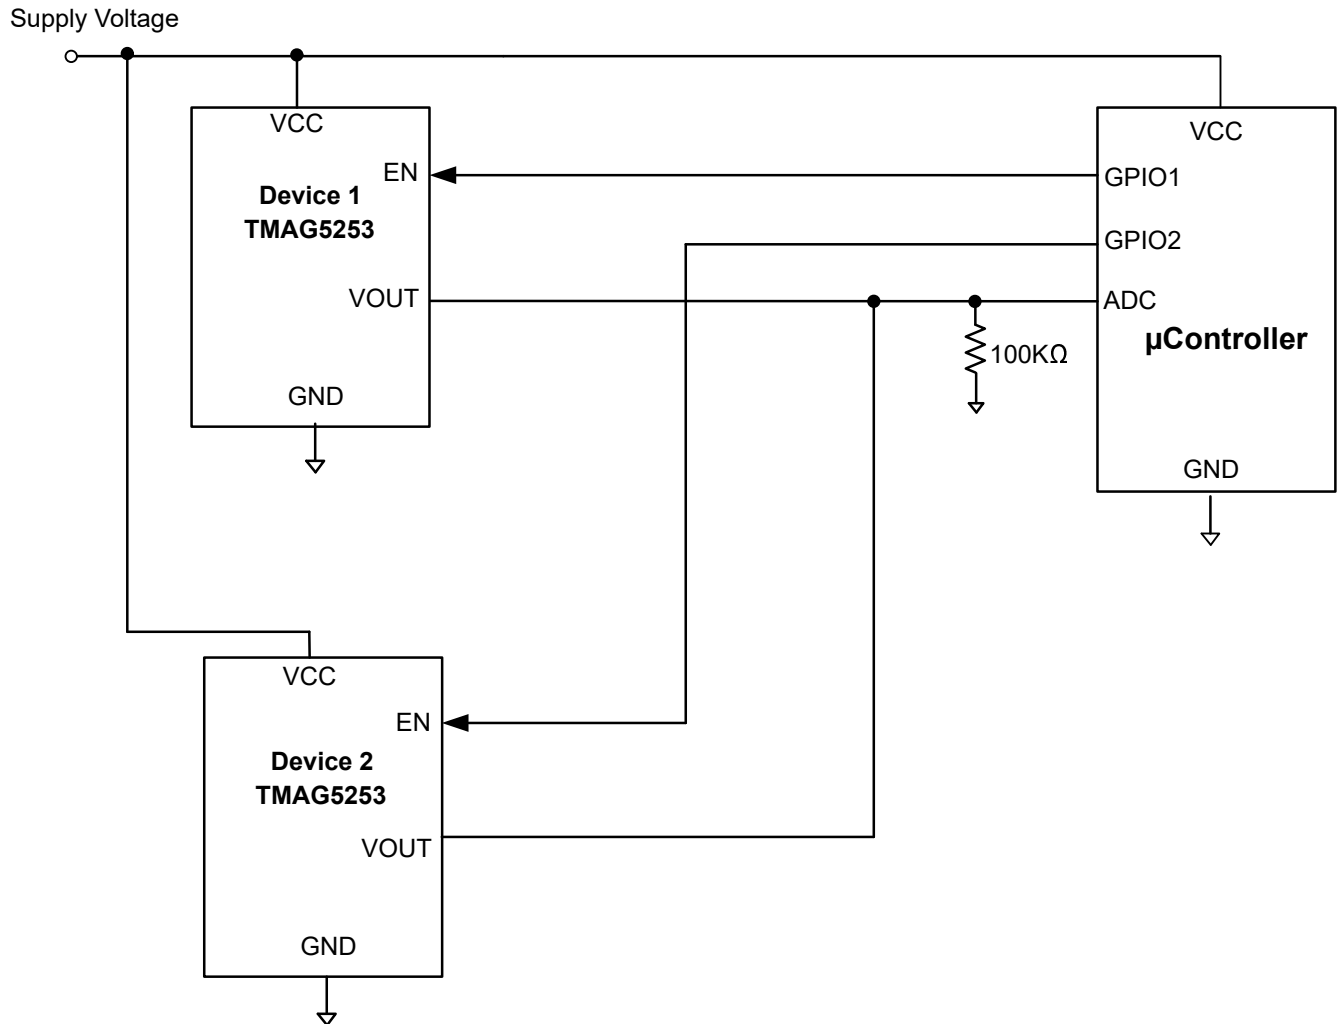 Supply Voltage
VCC
EN
Device 1
TMAG5253
VOUT
GND
VCC
GPIO1
GPIO2
ADC
µController
100KΩ
GND
VCC
EN
Device 2
TMAG5253
VOUT
GND